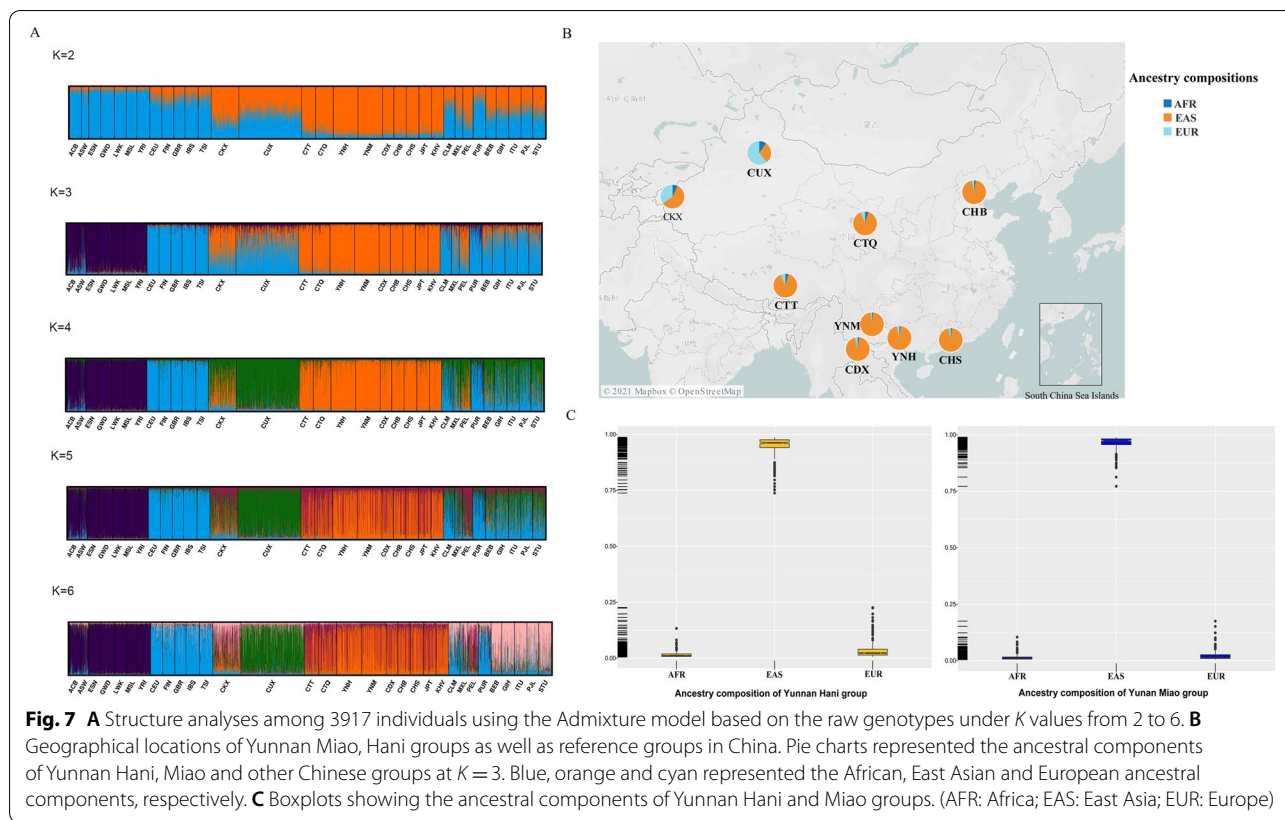 A
K=2
ACB ASW ESN GWD LWK MSL YRI CEU FIN GBR IBS TSI CKX CUX CTT CTQ YNH YNM CDX CHB CHS JPT KHV CLM MXL PEL PUR BEB GIH ITU PJL STU
K=3
ACB ASW ESN GWD LWK MSL YRI CEU FIN GBR IBS TSI CKX CUX CTT CTQ YNH YNM CDX CHB CHS JPT KHV CLM MXL PEL PUR BEB GIH ITU PJL STU
K=4
ACB ASW ESN GWD LWK MSL YRI CEU FIN GBR IBS TSI CKX CUX CTT CTQ YNH YNM CDX CHB CHS JPT KHV CLM MXL PEL PUR BEB GIH ITU PJL STU
K=5
ACB ASW ESN GWD LWK MSL YRI CEU FIN GBR IBS TSI CKX CUX CTT CTQ YNH YNM CDX CHB CHS JPT KHV CLM MXL PEL PUR BEB GIH ITU PJL STU
K=6
ACB ASW ESN GWD LWK MSL YRI CEU FIN GBR IBS TSI CKX CUX CTT CTQ YNH YNM CDX CHB CHS JPT KHV CLM MXL PEL PUR BEB GIH ITU PJL STU
B
蒙古
CUX
CKX
CHB
CTQ
CTT
YNM
YNH
CHS
CDX
© 2021 Mapbox © OpenStreetMap
South China Sea Islands
Ancestry compositions
AFR
EAS
EUR
C
1.00
0.75
0.50
0.25
0.00
AFR EAS EUR
Ancestry composition of Yunnan Hani group
1.00
0.75
0.50
0.25
0.00
AFR EAS EUR
Ancestry composition of Yunan Miao group
Fig. 7 A Structure analyses among 3917 individuals using the Admixture model based on the raw genotypes under K values from 2 to 6. B
Geographical locations of Yunnan Miao, Hani groups as well as reference groups in China. Pie charts represented the ancestral components
of Yunnan Hani, Miao and other Chinese groups at K = 3. Blue, orange and cyan represented the African, East Asian and European ancestral
components, respectively. C Boxplots showing the ancestral components of Yunnan Hani and Miao groups. (AFR: Africa; EAS: East Asia; EUR: Europe)